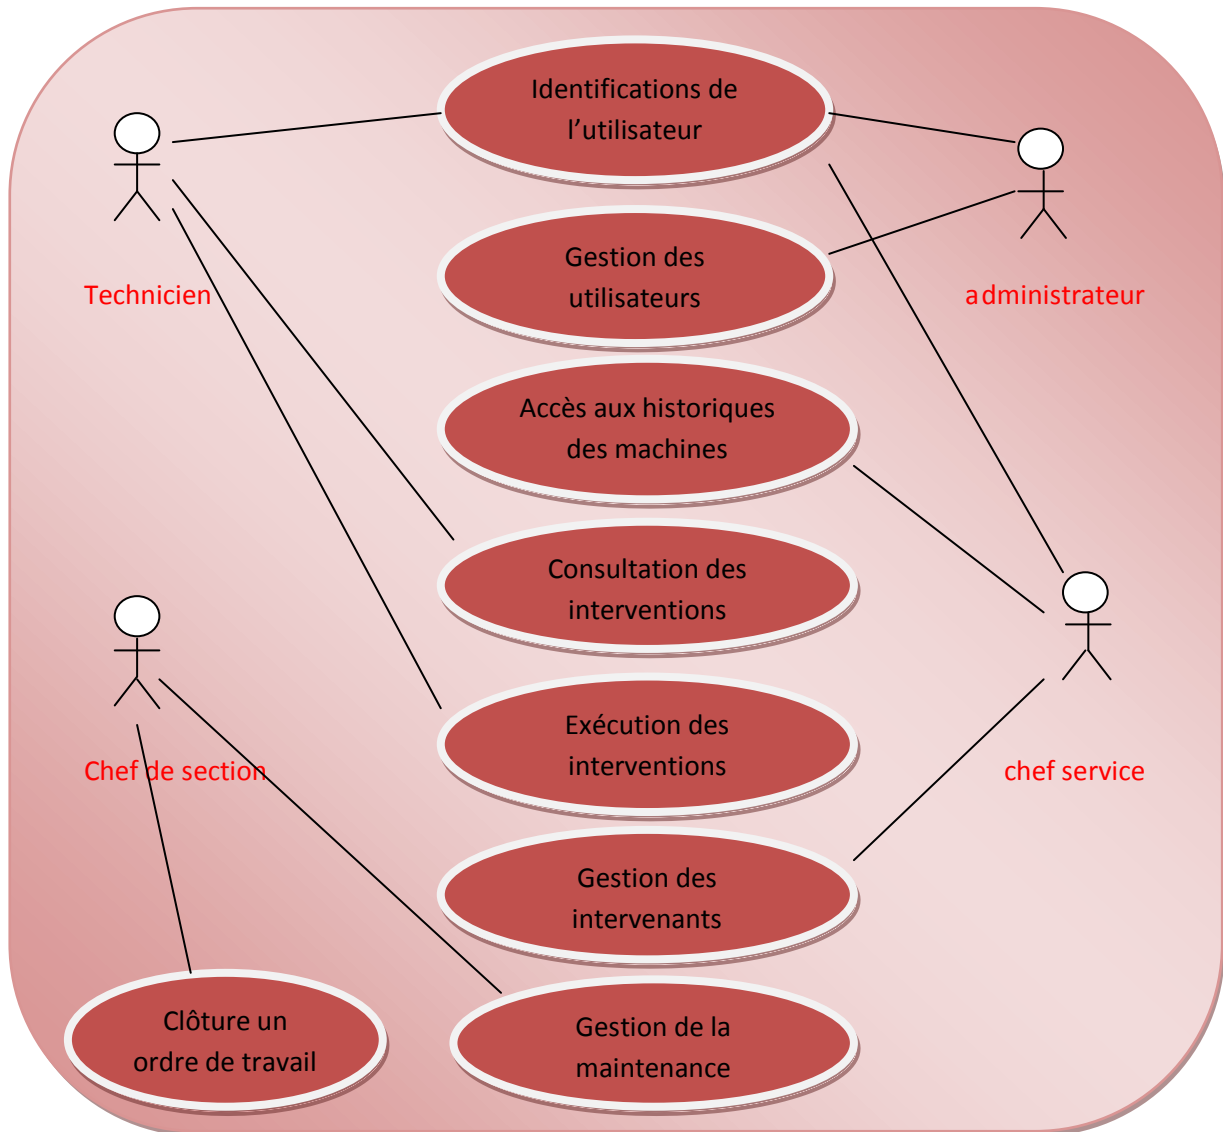 Identifications de
l’utilisateur
Gestion des
utilisateurs
Technicien
administrateur
Accès aux historiques
des machines
Consultation des
interventions
Exécution des
interventions
Chef de section
chef service
Gestion des
intervenants
Clôture un
ordre de travail
Gestion de la
maintenance